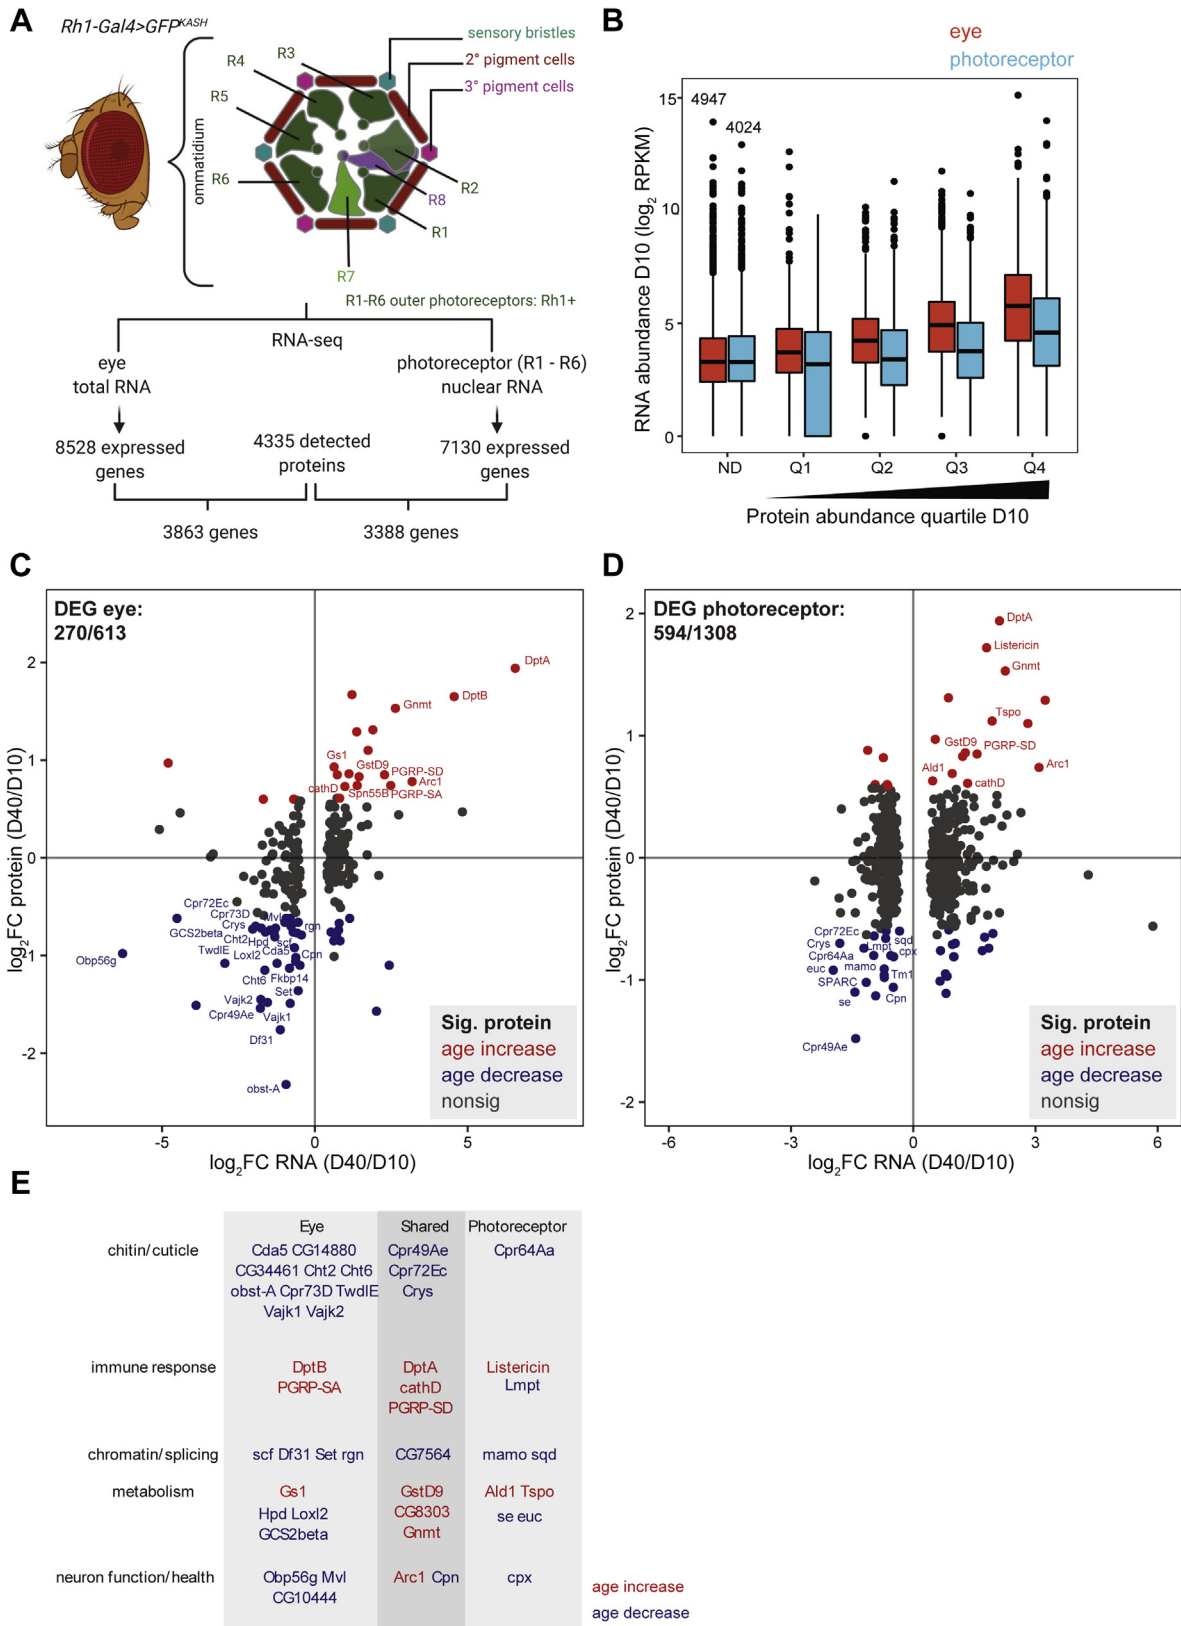 A
Rh1-Gal4>GFP^KASH
sensory bristles
2° pigment cells
3° pigment cells
R3
R4
R5
R6
R2
R8
R1
R7
ommatidium
R1-R6 outer photoreceptors: Rh1+
RNA-seq
eye
total RNA
photoreceptor (R1 - R6)
nuclear RNA
8528 expressed
genes
4335 detected
proteins
7130 expressed
genes
3863 genes
3388 genes
B
eye
photoreceptor
RNA abundance D10 (log2 RPKM)
15
10
5
0
4947
4024
ND Q1 Q2 Q3 Q4
Protein abundance quartile D10
C
DEG eye:
270/613
log2FC protein (D40/D10)
2
1
0
-1
-2
DptA
DptB
Gnmt
Gs1
GstD9
PGRP-SD
Arc1
cathD
Spn55B
PGRP-SA
Cpr72Ec
Cpr73D
Mvl
Crys
rgn
GCS2beta
Cht2
Hpd
scf
TwdlE
Loxl2
Cda5
Cpn
Obp56g
Cht6
Fkbp14
Set
Vajk2
Cpr49Ae
Vajk1
Df31
obst-A
Sig. protein
age increase
age decrease
nonsig
-5 0 5
log2FC RNA (D40/D10)
D
DEG photoreceptor:
594/1308
log2FC protein (D40/D10)
2
1
0
-1
-2
DptA
Listericin
Gnmt
Tspo
GstD9
PGRP-SD
Arc1
Ald1
cathD
Cpr72Ec
Crys
sqd
Lmpt
cpx
Cpr64Aa
euc
mamo
SPARC
Tm1
se
Cpn
Cpr49Ae
Sig. protein
age increase
age decrease
nonsig
-6 -3 0 3 6
log2FC RNA (D40/D10)
E
Eye Shared Photoreceptor
chitin/cuticle Cda5 CG14880 Cpr49Ae Cpr64Aa
CG34461 Cht2 Cht6 Cpr72Ec
obst-A Cpr73D TwdlE Crys
Vajk1 Vajk2
immune response DptB DptA Listericin
PGRP-SA cathD Lmpt
PGRP-SD
chromatin/splicing scf Df31 Set rgn CG7564 mamo sqd
metabolism Gs1 GstD9 Ald1 Tspo
Hpd Loxl2 CG8303 se euc
GCS2beta Gnmt
neuron function/health Obp56g Mvl Arc1 Cpn cpx
CG10444
age increase
age decrease